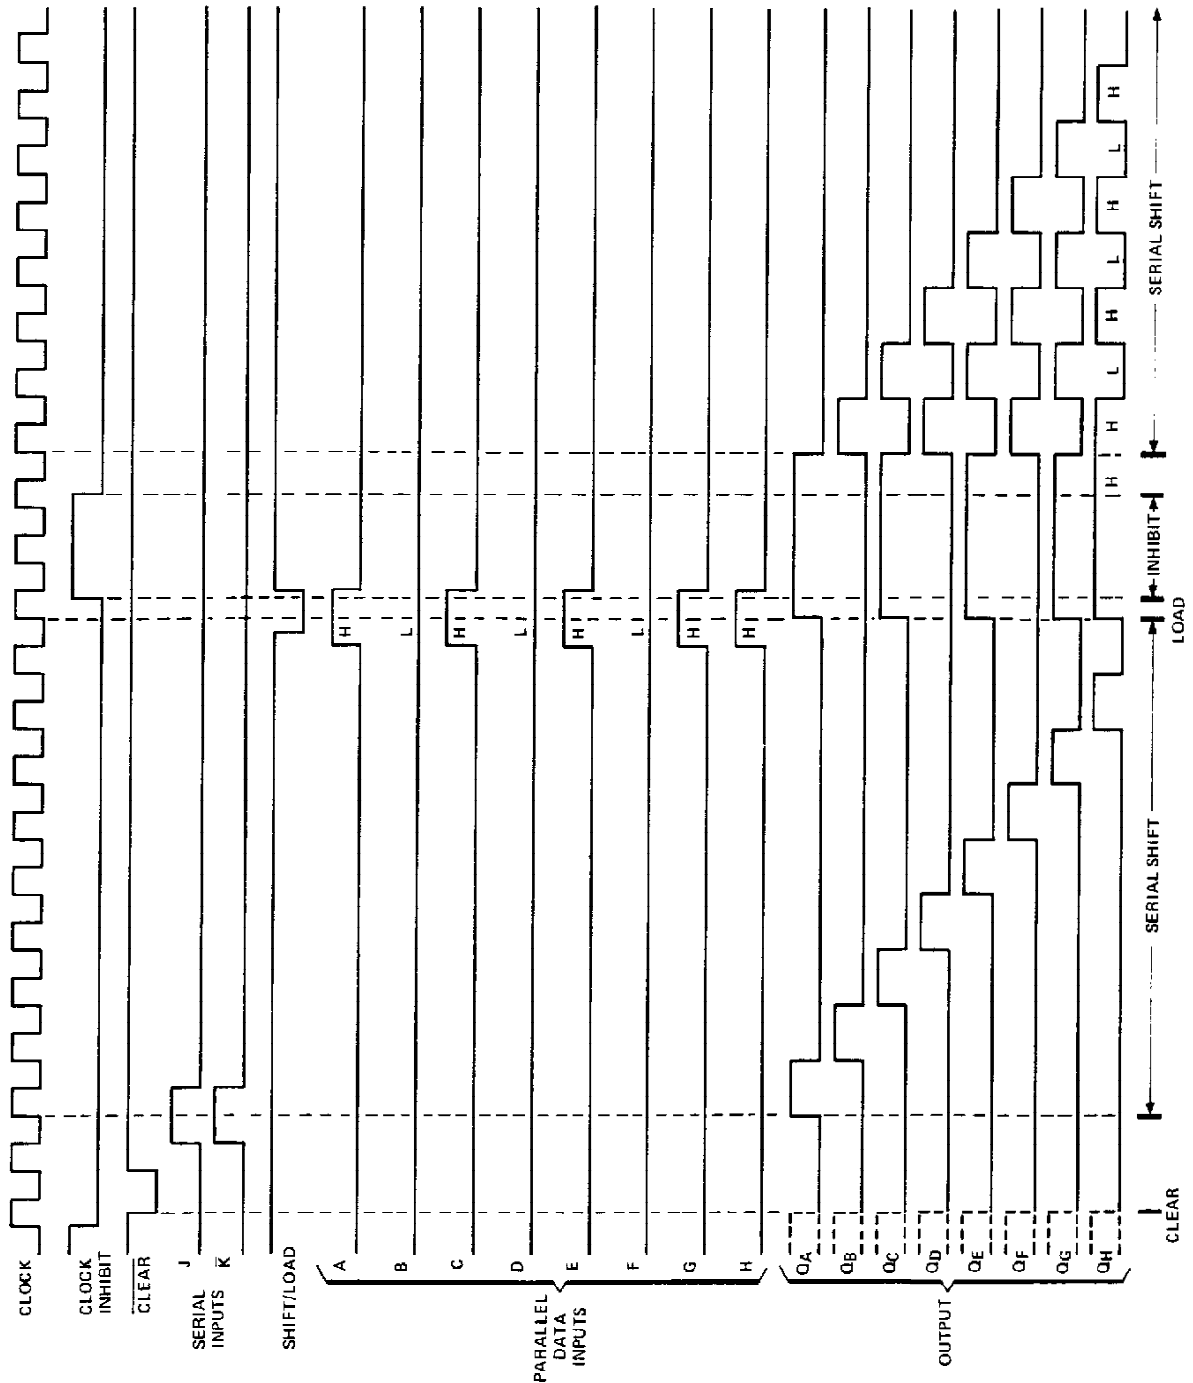 CLOCK
CLOCK
INHIBIT
CLEAR
SERIAL
INPUTS
J
K
SHIFT/LOAD
PARALLEL
DATA
INPUTS
A
H
B
L
C
H
D
L
E
H
F
L
G
H
H
H
OUTPUT
QA
QB
QC
QD
QE
QF
QG
QH
H H L H L H L H
SERIAL SHIFT
INHIBIT
SERIAL SHIFT
CLEAR
LOAD